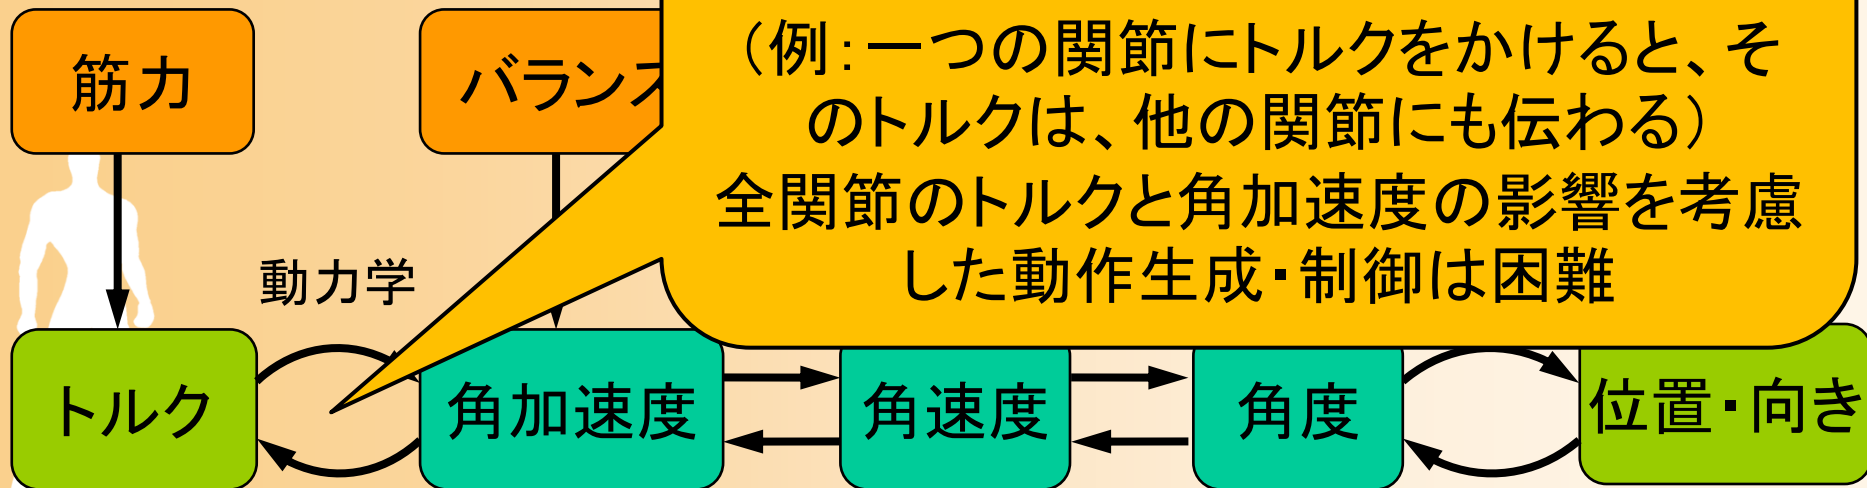 筋力
バランス
（例：一つの関節にトルクをかけると、そ
のトルクは、他の関節にも伝わる）
全関節のトルクと角加速度の影響を考慮
した動作生成・制御は困難
動力学
トルク
角加速度
角速度
角度
位置・向き